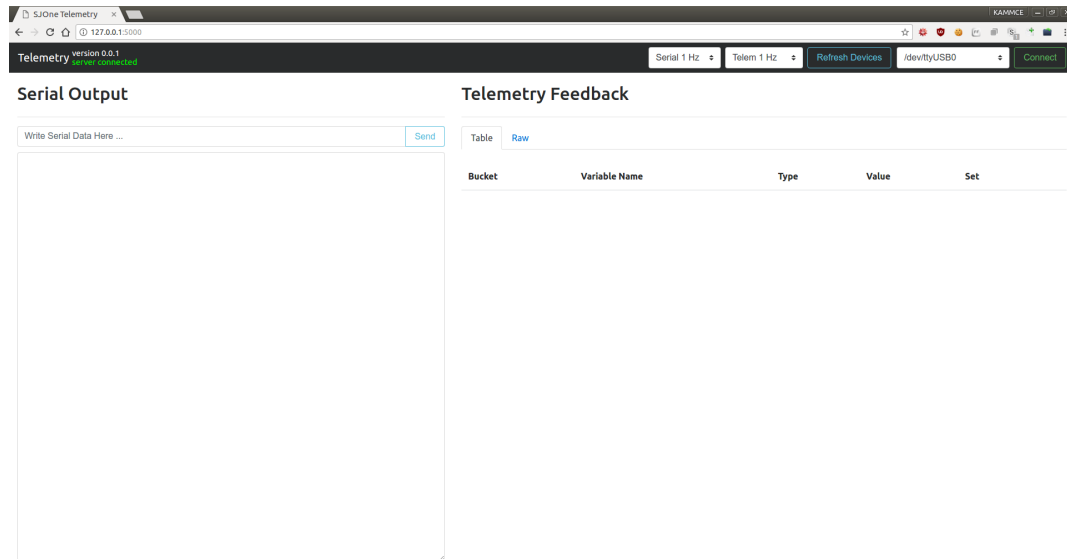 SJOne Telemetry
KAMMCE
127.0.0.1:5000
Telemetry version 0.0.1
server connected
Serial 1 Hz
Telem 1 Hz
Refresh Devices
/dev/ttyUSB0
Connect
Serial Output
Telemetry Feedback
Write Serial Data Here ...
Send
Table
Raw
Bucket
Variable Name
Type
Value
Set